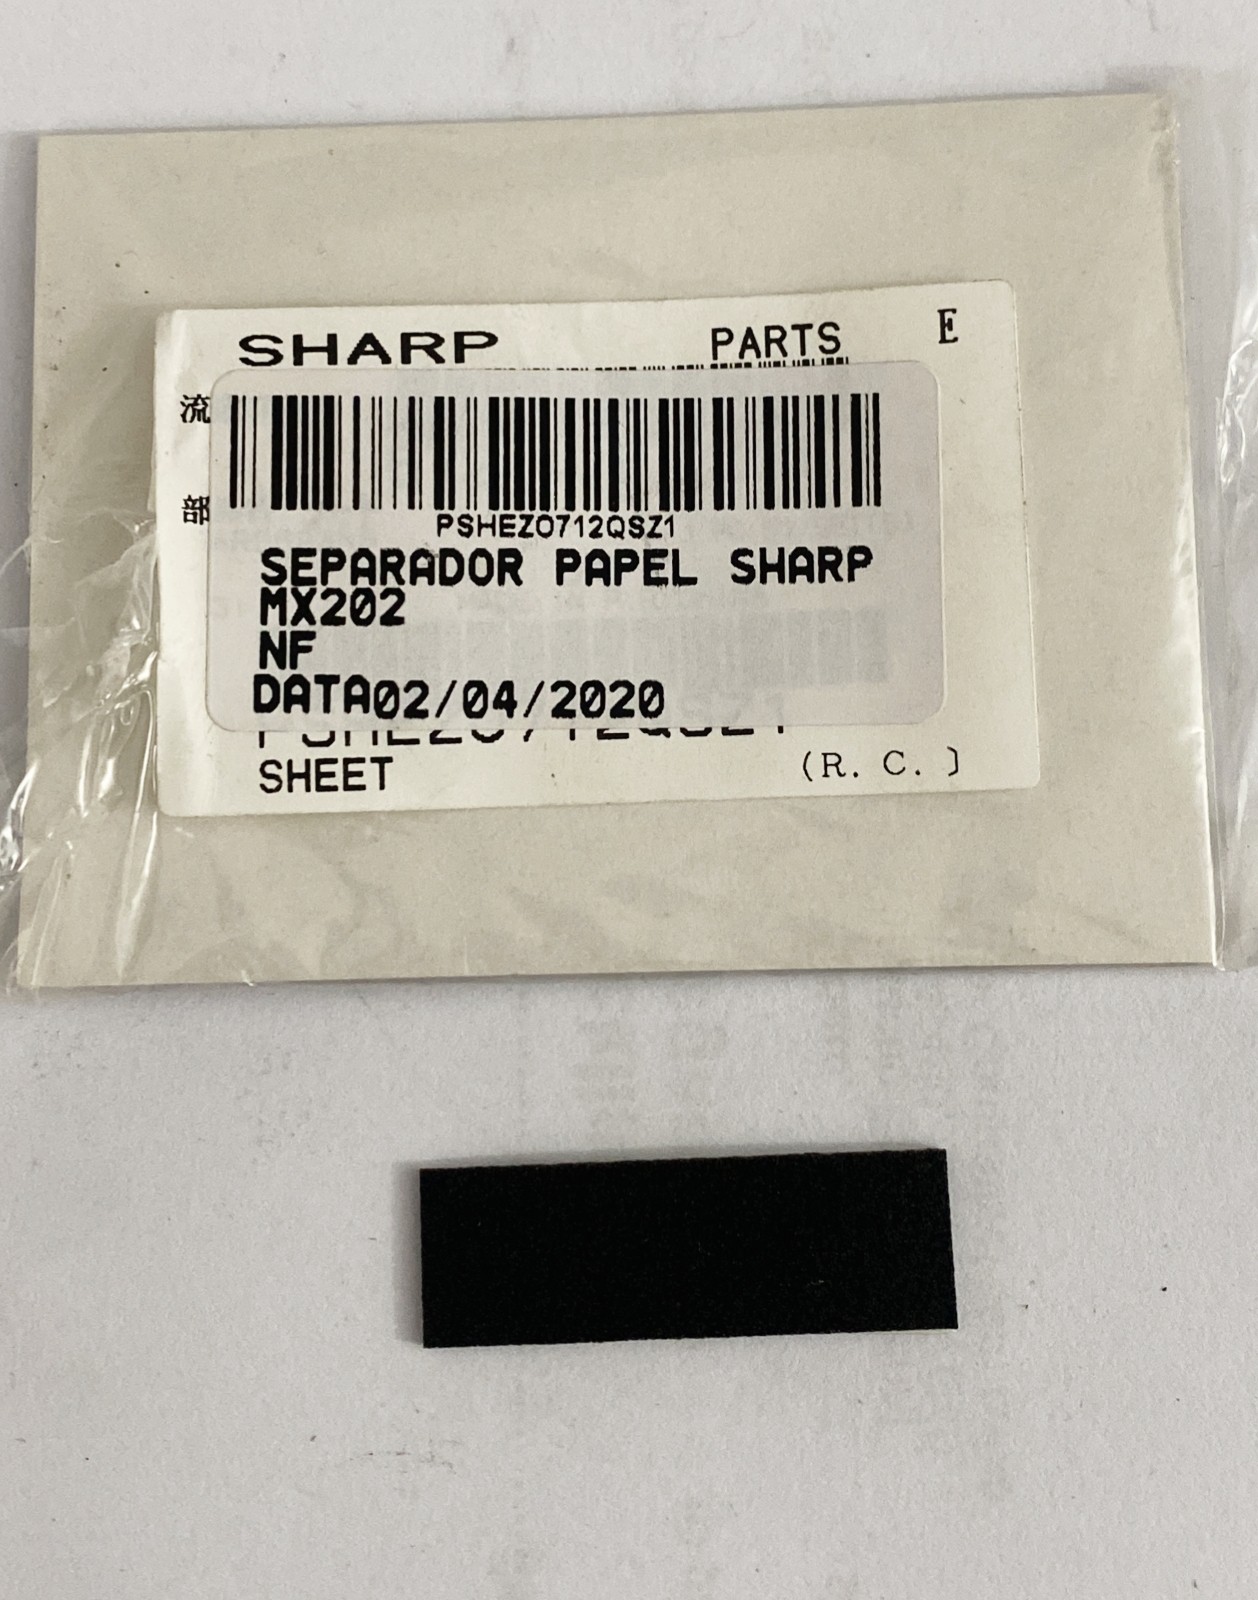 SHARP PARTS E
流
部
PSHEZO712QSZ1
SEPARADOR PAPEL SHARP
MX202
NF
DATA02/04/2020
SHEET (R. C. )